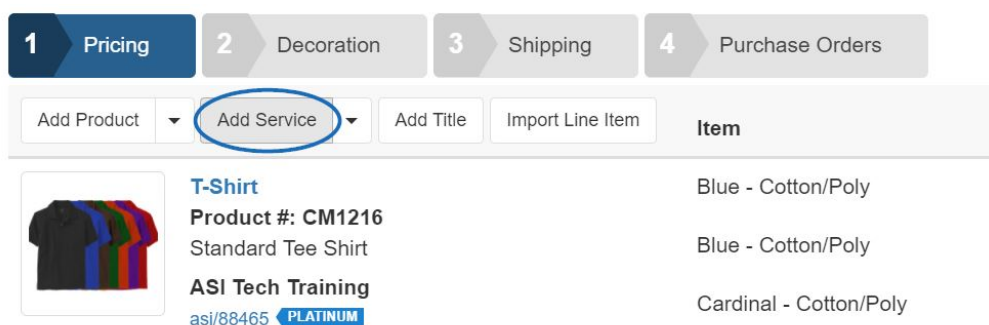 1 Pricing 2 Decoration 3 Shipping 4 Purchase Orders
Add Product Add Service Add Title Import Line Item Item
T-Shirt Blue - Cotton/Poly
Product #: CM1216
Standard Tee Shirt Blue - Cotton/Poly
ASI Tech Training
asi/88465 PLATINUM Cardinal - Cotton/Poly